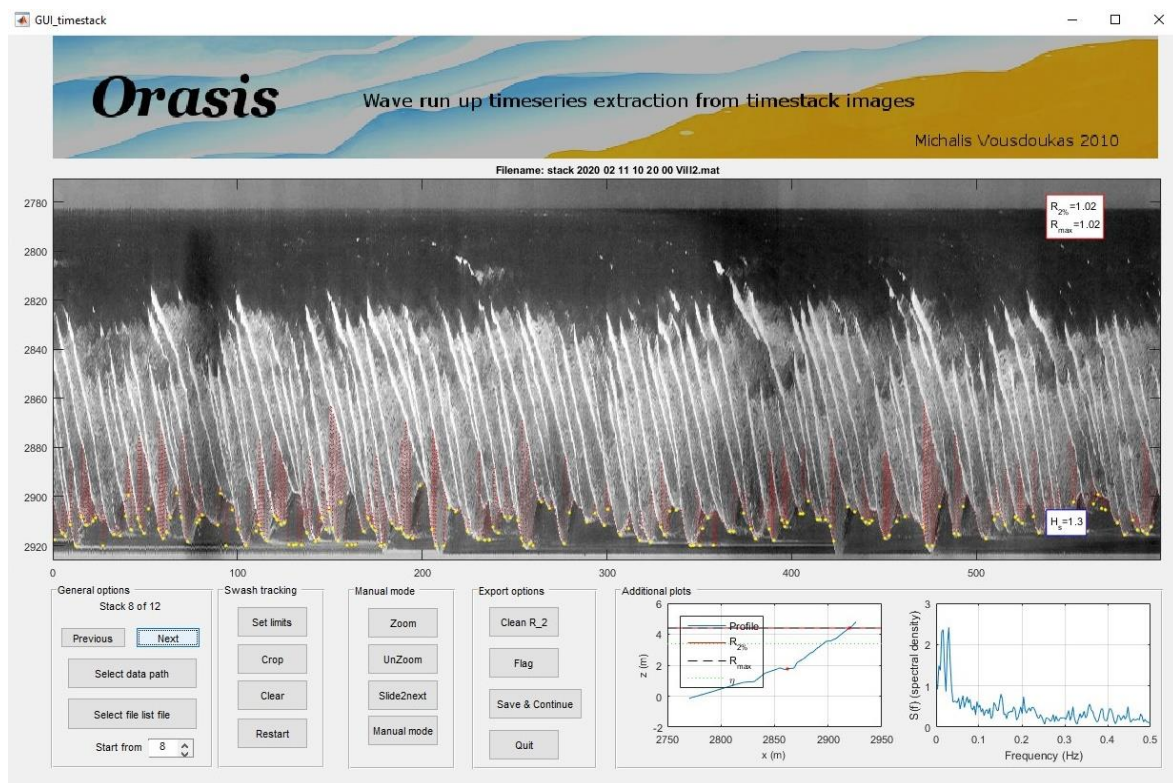 GUI_timestack
Orasis
Wave run up timeseries extraction from timestack images
Michalis Vousdoukas 2010
Filename: stack 2020 02 11 10 20 00 Vill2.mat
2780
2800
2820
2840
2860
2880
2900
2920
R2%=1.02
Rmax=1.02
Hs=1.3
0 100 200 300 400 500
General options
Stack 8 of 12
Previous Next
Select data path
Select file list file
Start from 8
Swash tracking
Set limits
Crop
Clear
Restart
Manual mode
Zoom
UnZoom
Slide2next
Manual mode
Export options
Clean R_2
Flag
Save & Continue
Quit
Additional plots
6
4
2
0
-2
z (m)
Profile
R2%
Rmax
η
2750 2800 2850 2900 2950
x (m)
3
2
1
0
S(f) (spectral density)
0 0.1 0.2 0.3 0.4 0.5
Frequency (Hz)